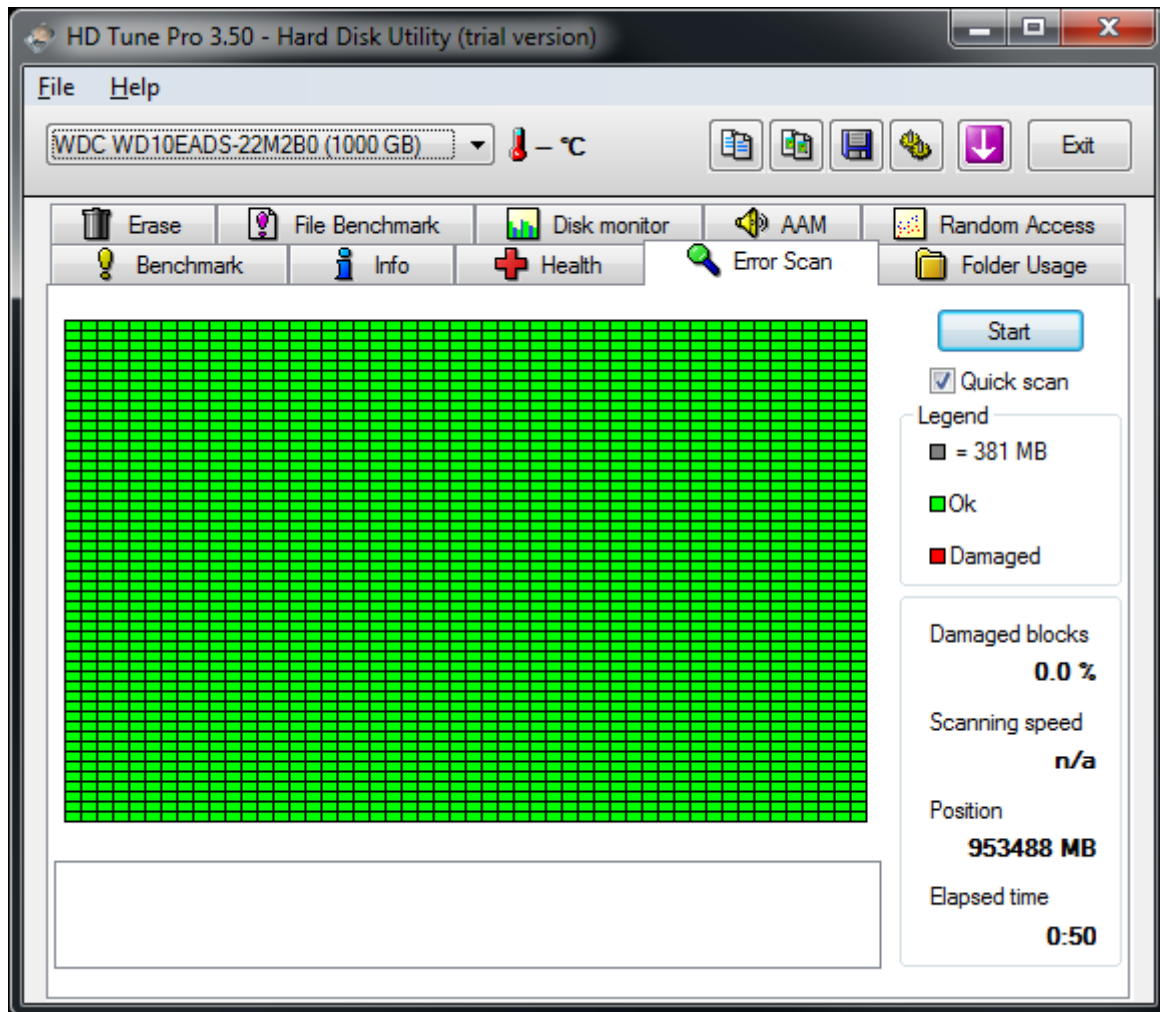 HD Tune Pro 3.50 - Hard Disk Utility (trial version)
File Help
WDC WD10EADS-22M2B0 (1000 GB) – °C Exit
Erase File Benchmark Disk monitor AAM Random Access
Benchmark Info Health Error Scan Folder Usage
Start
Quick scan
Legend
= 381 MB
Ok
Damaged
Damaged blocks
0.0 %
Scanning speed
n/a
Position
953488 MB
Elapsed time
0:50